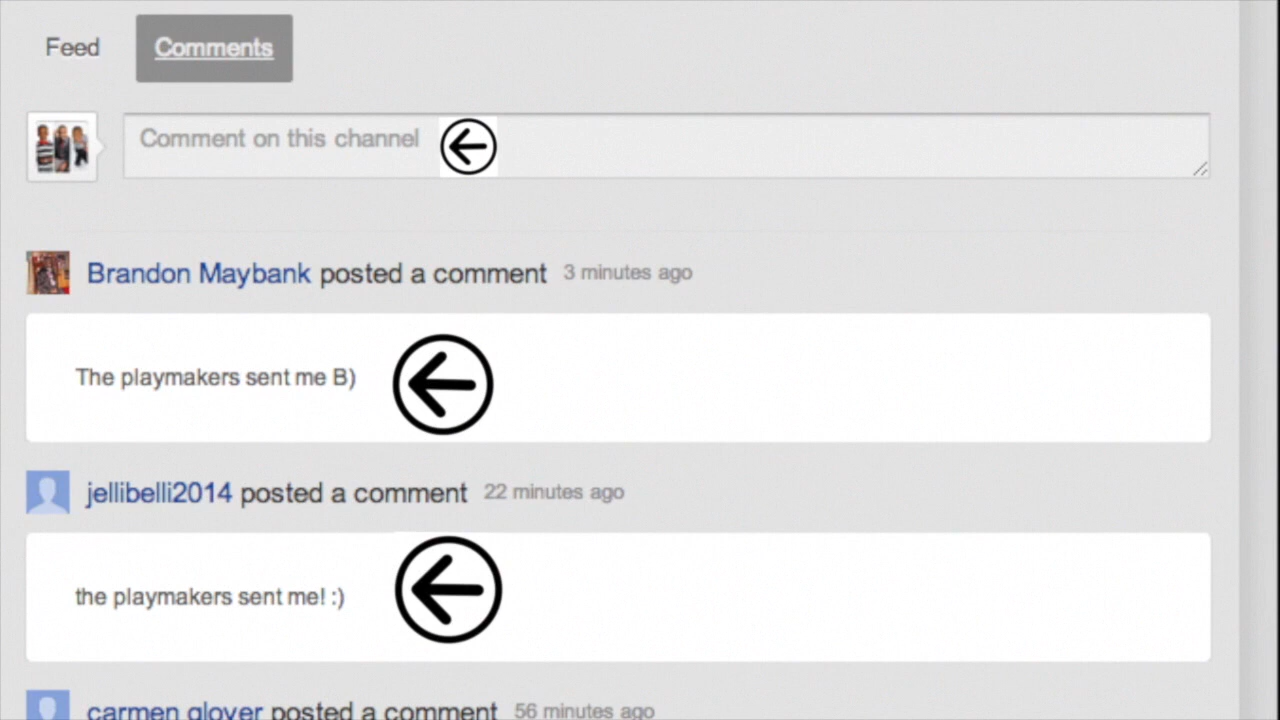 Feed
Comments
Comment on this channel
Brandon Maybank posted a comment 3 minutes ago
The playmakers sent me B)
jellibelli2014 posted a comment 22 minutes ago
the playmakers sent me! :)
carmen glover posted a comment 56 minutes ago